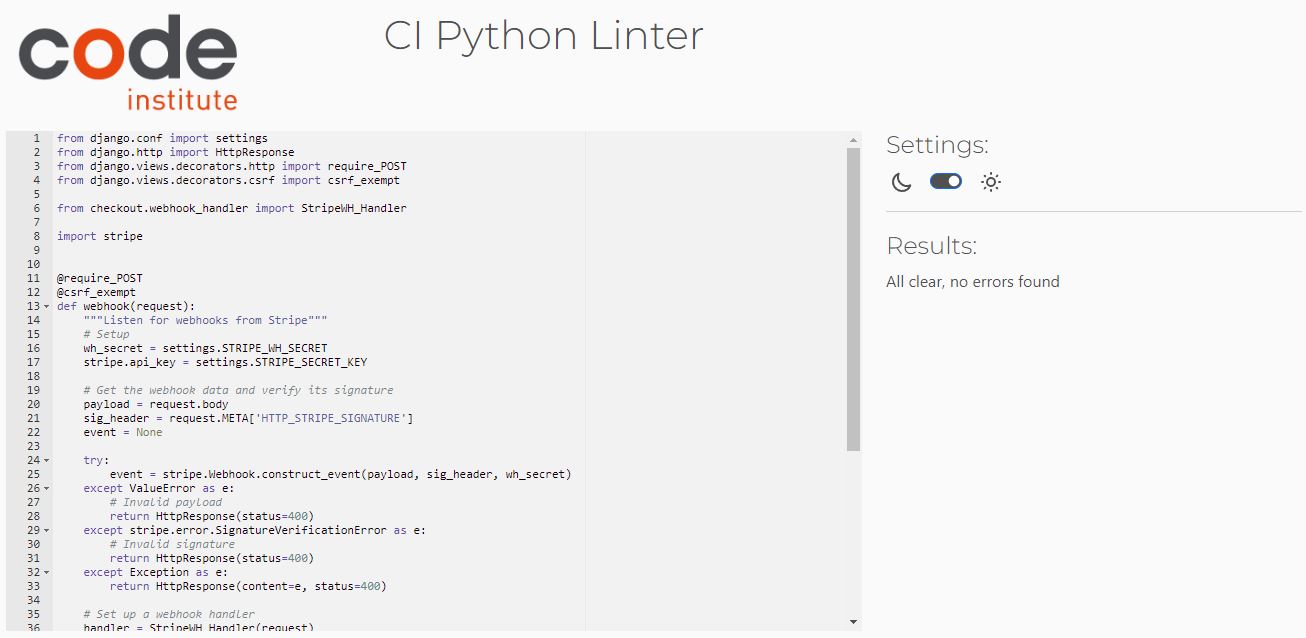 code
institute
CI Python Linter
1 from django.conf import settings
2 from django.http import HttpResponse
3 from django.views.decorators.http import require_POST
4 from django.views.decorators.csrf import csrf_exempt
5
6 from checkout.webhook_handler import StripeWH_Handler
7
8 import stripe
9
10
11 @require_POST
12 @csrf_exempt
13 def webhook(request):
14     """Listen for webhooks from Stripe"""
15     # Setup
16     wh_secret = settings.STRIPE_WH_SECRET
17     stripe.api_key = settings.STRIPE_SECRET_KEY
18
19     # Get the webhook data and verify its signature
20     payload = request.body
21     sig_header = request.META['HTTP_STRIPE_SIGNATURE']
22     event = None
23
24     try:
25         event = stripe.Webhook.construct_event(payload, sig_header, wh_secret)
26     except ValueError as e:
27         # Invalid payload
28         return HttpResponse(status=400)
29     except stripe.error.SignatureVerificationError as e:
30         # Invalid signature
31         return HttpResponse(status=400)
32     except Exception as e:
33         return HttpResponse(content=e, status=400)
34
35     # Set up a webhook handler
36     handler = StripeWH_Handler(request)
Settings:
Results:
All clear, no errors found